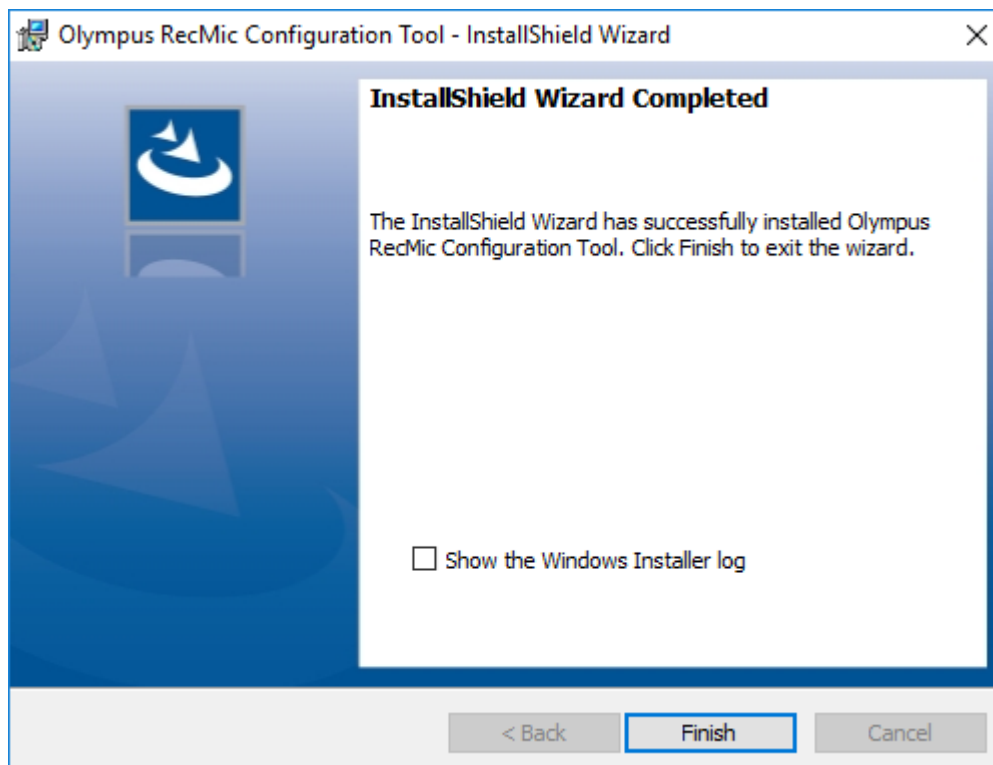 Olympus RecMic Configuration Tool - InstallShield Wizard
InstallShield Wizard Completed
The InstallShield Wizard has successfully installed Olympus
RecMic Configuration Tool. Click Finish to exit the wizard.
Show the Windows Installer log
< Back
Finish
Cancel